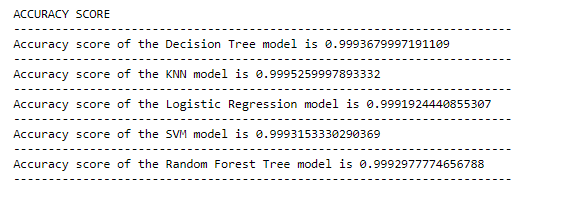 ACCURACY SCORE
-----------------------------------------------------------------------
Accuracy score of the Decision Tree model is 0.9993679997191109
-----------------------------------------------------------------------
Accuracy score of the KNN model is 0.9995259997893332
-----------------------------------------------------------------------
Accuracy score of the Logistic Regression model is 0.9991924440855307
-----------------------------------------------------------------------
Accuracy score of the SVM model is 0.9993153330290369
-----------------------------------------------------------------------
Accuracy score of the Random Forest Tree model is 0.9992977774656788
-----------------------------------------------------------------------